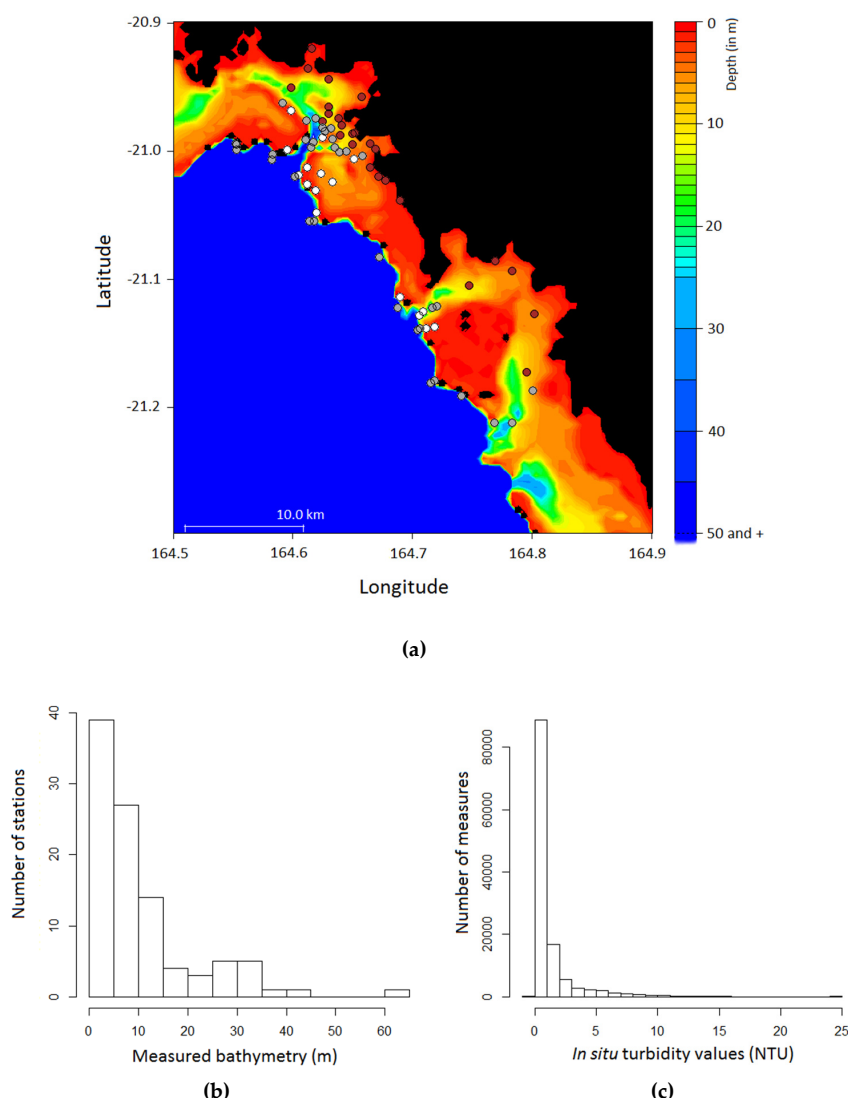 -20.9
-21.0
-21.1
-21.2
Latitude
10.0 km
164.5 164.6 164.7 164.8 164.9
Longitude
0
10
20
30
40
50 and +
Depth (in m)
(a)
0 10 20 30 40
Number of stations
0 10 20 30 40 50 60
Measured bathymetry (m)
(b)
0 20000 40000 60000 80000
Number of measures
0 5 10 15 20 25
In situ turbidity values (NTU)
(c)